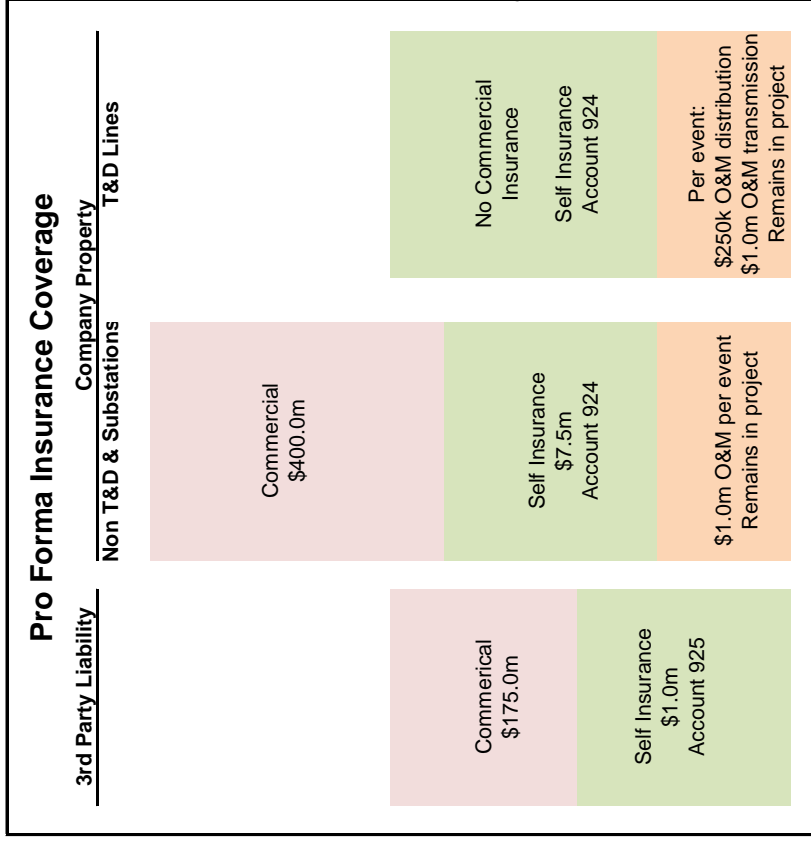 Pro Forma Insurance Coverage
Company Property
3rd Party Liability
Non T&D & Substations
T&D Lines
Commerical
$175.0m
Self Insurance
$1.0m
Account 925
Commercial
$400.0m
Self Insurance
$7.5m
Account 924
$1.0m O&M per event
Remains in project
No Commercial
Insurance
Self Insurance
Account 924
Per event:
$250k O&M distribution
$1.0m O&M transmission
Remains in project